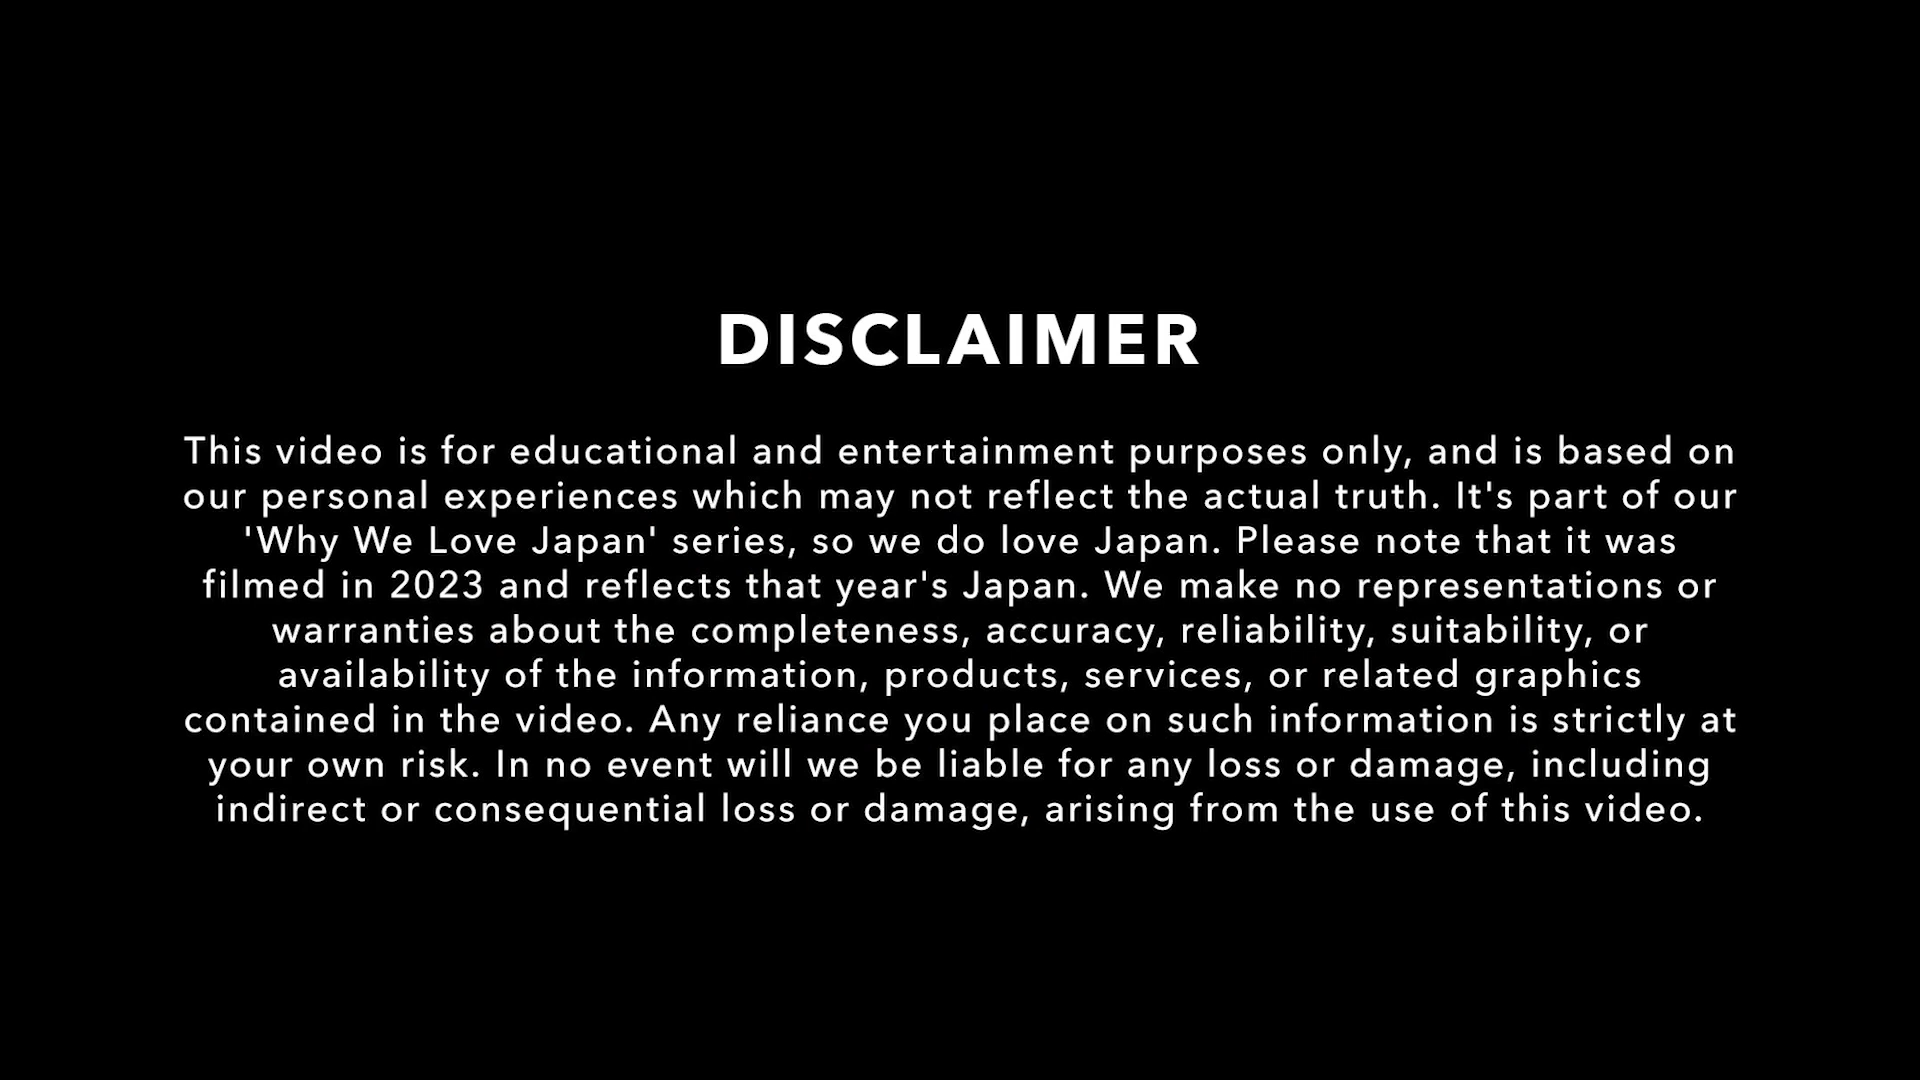 DISCLAIMER
This video is for educational and entertainment purposes only, and is based on
our personal experiences which may not reflect the actual truth. It's part of our
'Why We Love Japan' series, so we do love Japan. Please note that it was
filmed in 2023 and reflects that year's Japan. We make no representations or
warranties about the completeness, accuracy, reliability, suitability, or
availability of the information, products, services, or related graphics
contained in the video. Any reliance you place on such information is strictly at
your own risk. In no event will we be liable for any loss or damage, including
indirect or consequential loss or damage, arising from the use of this video.